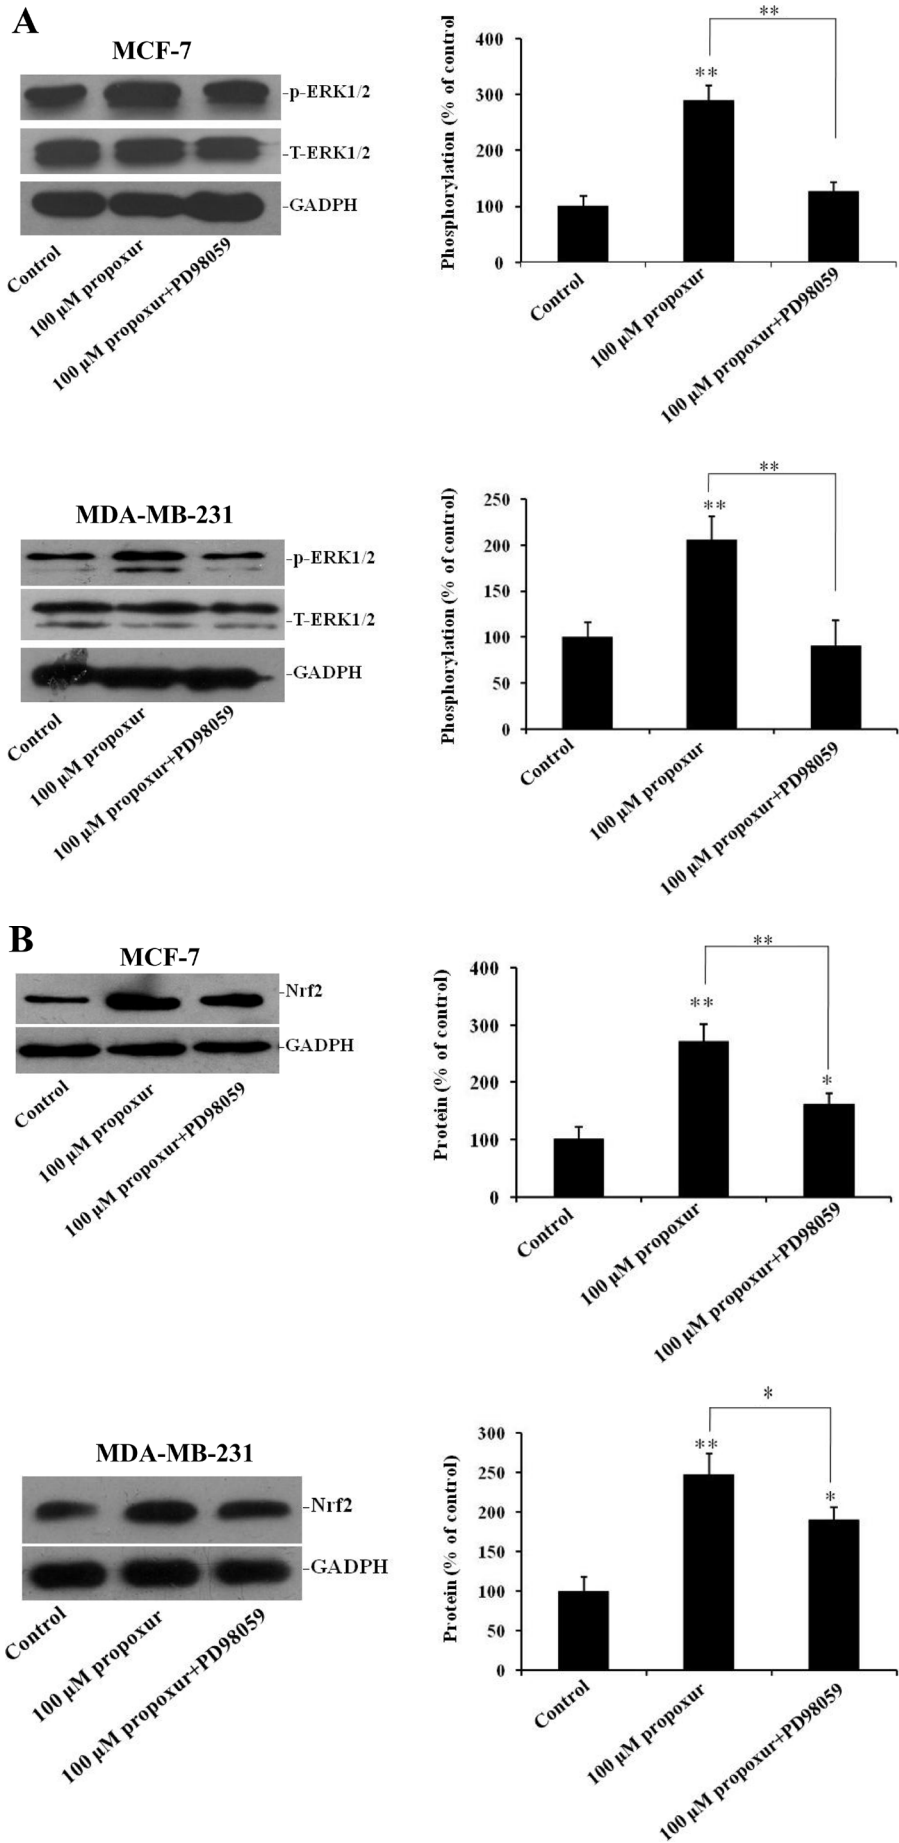 A
MCF-7
-p-ERK1/2
-T-ERK1/2
-GADPH
Control
100 μM propoxur
100 μM propoxur+PD98059
Phosphorylation (% of control
400
300
200
100
0
**
**
Control
100 μM propoxur
100 μM propoxur+PD98059
MDA-MB-231
-p-ERK1/2
-T-ERK1/2
-GADPH
Control
100 μM propoxur
100 μM propoxur+PD98059
Phosphorylation (% of control)
250
200
150
100
50
0
**
**
Control
100 μM propoxur
100 μM propoxur+PD98059
B
MCF-7
-Nrf2
-GADPH
Control
100 μM propoxur
100 μM propoxur+PD98059
Protein (% of control)
400
300
200
100
0
**
**
*
Control
100 μM propoxur
100 μM propoxur+PD98059
MDA-MB-231
-Nrf2
-GADPH
Control
100 μM propoxur
100 μM propoxur+PD98059
Protein (% of control)
300
250
200
150
100
50
0
*
**
*
Control
100 μM propoxur
100 μM propoxur+PD98059